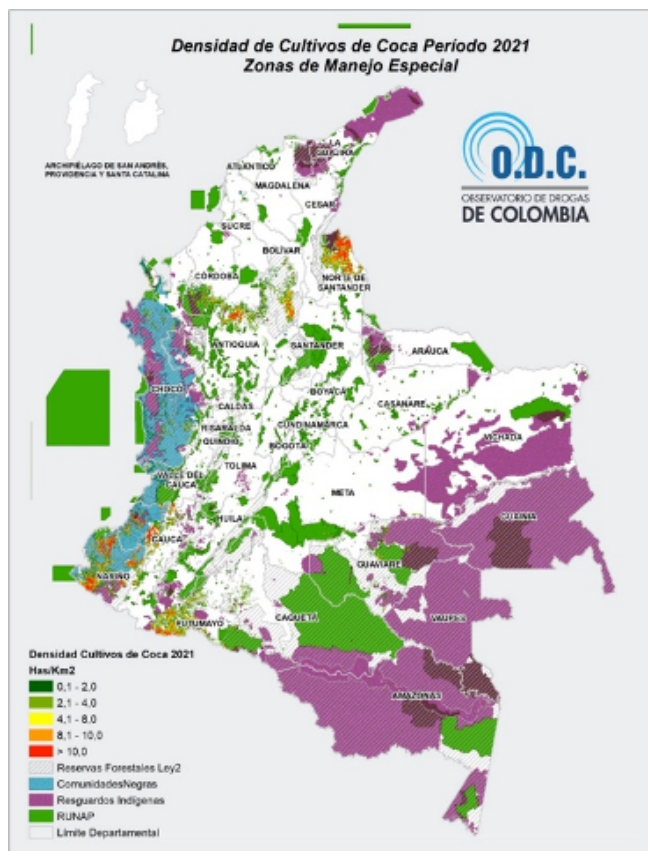 Densidad de Cultivos de Coca Período 2021
Zonas de Manejo Especial
ARCHIPIÉLAGO DE SAN ANDRÉS,
PROVIDENCIA Y SANTA CATALINA
O.D.C.
OBSERVATORIO DE DROGAS
DE COLOMBIA
LA
GUAJIRA
ATLÁNTICO
MAGDALENA
CESAR
SUCRE
BOLÍVAR
CÓRDOBA
NORTE DE
SANTANDER
ANTIOQUIA
SANTANDER
ARAUCA
CHOCÓ
BOYACÁ
CALDAS
CASANARE
RISARALDA
CUNDINAMARCA
QUINDÍO
BOGOTÁ
VICHADA
TOLIMA
VALLE DEL
CAUCA
META
HUILA
GUAINÍA
CAUCA
NARIÑO
GUAVIARE
PUTUMAYO
CAQUETÁ
VAUPÉS
AMAZONAS
Densidad Cultivos de Coca 2021
Has/Km2
0,1 - 2,0
2,1 - 4,0
4,1 - 8,0
8,1 - 10,0
> 10,0
Reservas Forestales Ley2
ComunidadesNegras
Resguardos Indígenas
RUNAP
Límite Departamental